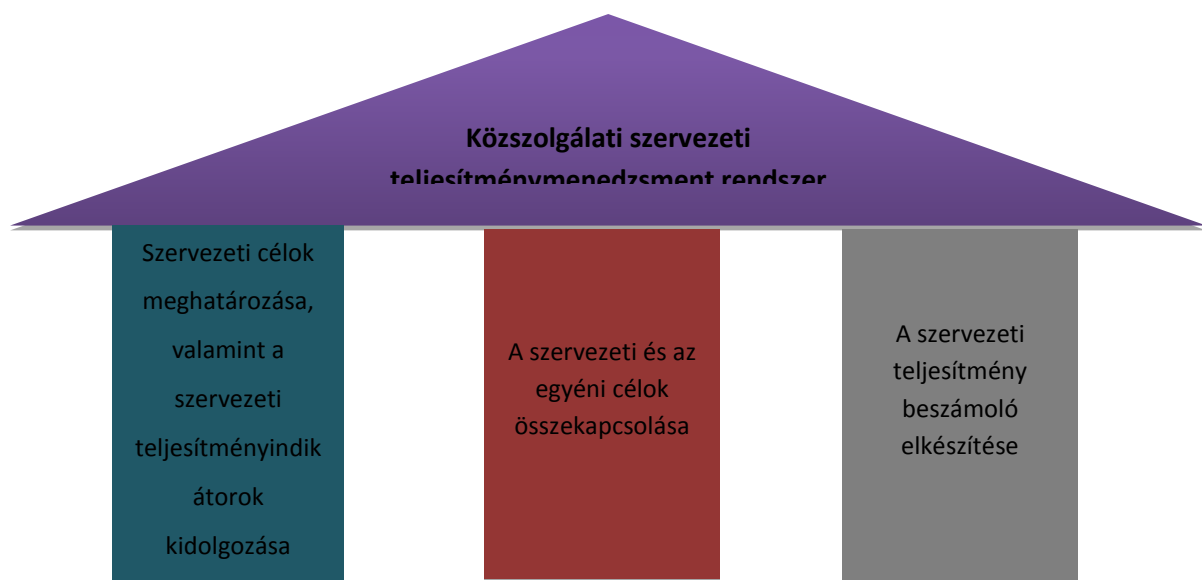 Közszolgálati szervezeti
teljesítménymenedzsment rendszer
Szervezeti célok
meghatározása,
valamint a
szervezeti
teljesítményindik
átorok
kidolgozása
A szervezeti és az
egyéni célok
összekapcsolása
A szervezeti
teljesítmény
beszámoló
elkészítése